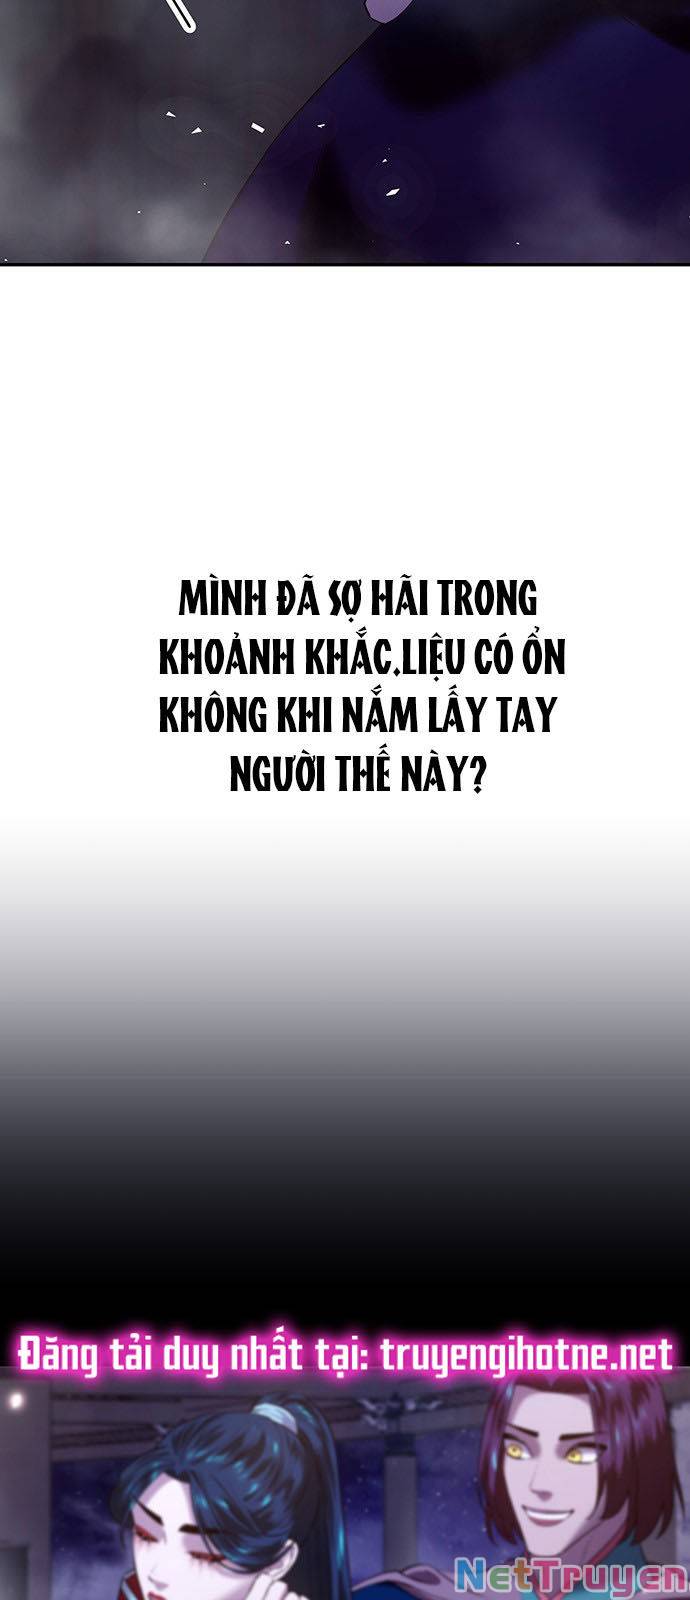 MÌNH ĐÃ SỢ HÃI TRONG
KHOẢNH KHẮC.LIỆU CÓ ỔN
KHÔNG KHI NẮM LẤY TAY
NGƯỜI THẾ NÀY?
Đăng tải duy nhất tại: truyengihotne.net
NETTRUYEN